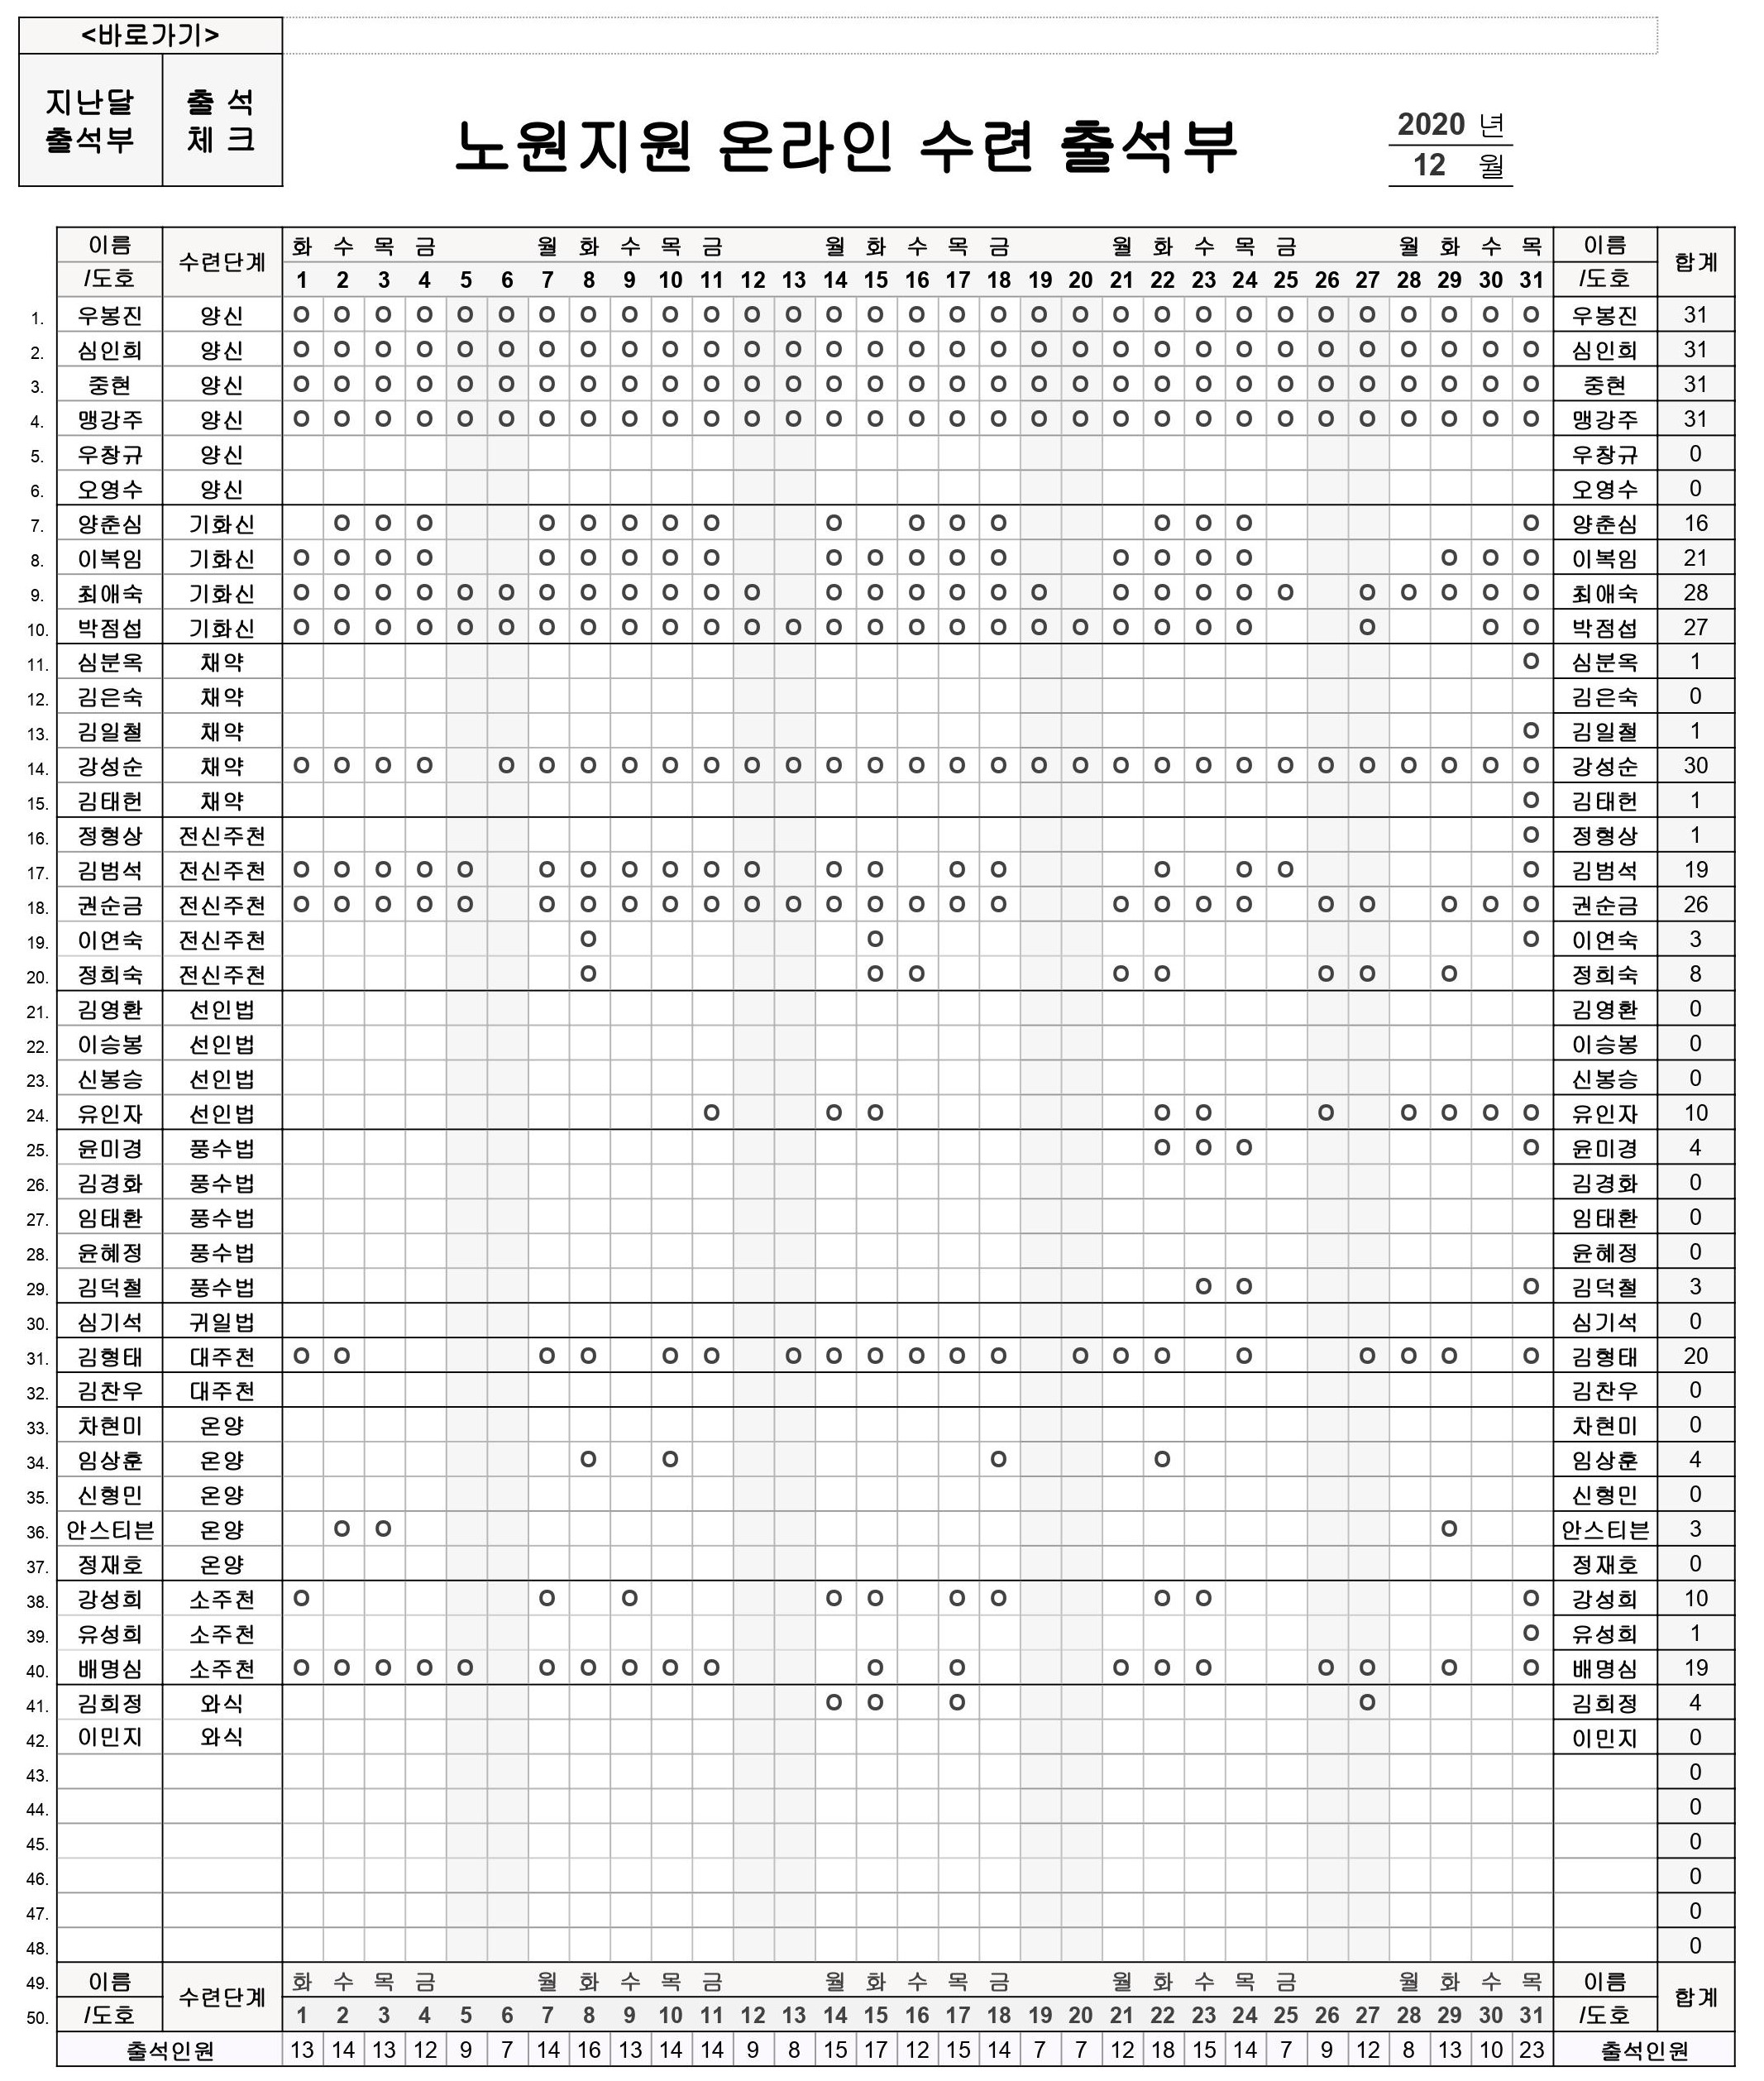 <바로가기>
지난달 출 석
출석부 체 크
노원지원 온라인 수련 출석부
2020 년
12 월
이름 수련단계 화 수 목 금 월 화 수 목 금 월 화 수 목 금 월 화 수 목 금 월 화 수 목 이름 합계
/도호 1 2 3 4 5 6 7 8 9 10 11 12 13 14 15 16 17 18 19 20 21 22 23 24 25 26 27 28 29 30 31 /도호
1. 우봉진 양신 O O O O O O O O O O O O O O O O O O O O O O O O O O O O O O O 우봉진 31
2. 심인희 양신 O O O O O O O O O O O O O O O O O O O O O O O O O O O O O O O 심인희 31
3. 중현 양신 O O O O O O O O O O O O O O O O O O O O O O O O O O O O O O O 중현 31
4. 맹강주 양신 O O O O O O O O O O O O O O O O O O O O O O O O O O O O O O O 맹강주 31
5. 우창규 양신 우창규 0
6. 오영수 양신 오영수 0
7. 양춘심 기화신 O O O O O O O O O O O O O O O O 양춘심 16
8. 이복임 기화신 O O O O O O O O O O O O O O O O O O O O O 이복임 21
9. 최애숙 기화신 O O O O O O O O O O O O O O O O O O O O O O O O O O O O 최애숙 28
10. 박점섭 기화신 O O O O O O O O O O O O O O O O O O O O O O O O O O O 박점섭 27
11. 심분옥 채약 O 심분옥 1
12. 김은숙 채약 김은숙 0
13. 김일철 채약 O 김일철 1
14. 강성순 채약 O O O O O O O O O O O O O O O O O O O O O O O O O O O O O O 강성순 30
15. 김태헌 채약 O 김태헌 1
16. 정형상 전신주천 O 정형상 1
17. 김범석 전신주천 O O O O O O O O O O O O O O O O O O O 김범석 19
18. 권순금 전신주천 O O O O O O O O O O O O O O O O O O O O O O O O O O 권순금 26
19. 이연숙 전신주천 O O O 이연숙 3
20. 정희숙 전신주천 O O O O O O O O 정희숙 8
21. 김영환 선인법 김영환 0
22. 이승봉 선인법 이승봉 0
23. 신봉승 선인법 신봉승 0
24. 유인자 선인법 O O O O O O O O O O 유인자 10
25. 윤미경 풍수법 O O O O 윤미경 4
26. 김경화 풍수법 김경화 0
27. 임태환 풍수법 임태환 0
28. 윤혜정 풍수법 윤혜정 0
29. 김덕철 풍수법 O O O 김덕철 3
30. 심기석 귀일법 심기석 0
31. 김형태 대주천 O O O O O O O O O O O O O O O O O O O O 김형태 20
32. 김찬우 대주천 김찬우 0
33. 차현미 온양 차현미 0
34. 임상훈 온양 O O O O 임상훈 4
35. 신형민 온양 신형민 0
36. 안스티븐 온양 O O O 안스티븐 3
37. 정재호 온양 정재호 0
38. 강성희 소주천 O O O O O O O O O O 강성희 10
39. 유성희 소주천 O 유성희 1
40. 배명심 소주천 O O O O O O O O O O O O O O O O O O O 배명심 19
41. 김희정 와식 O O O O 김희정 4
42. 이민지 와식 이민지 0
43. 0
44. 0
45. 0
46. 0
47. 0
48. 0
49. 이름 수련단계 화 수 목 금 월 화 수 목 금 월 화 수 목 금 월 화 수 목 금 월 화 수 목 이름 합계
50. /도호 1 2 3 4 5 6 7 8 9 10 11 12 13 14 15 16 17 18 19 20 21 22 23 24 25 26 27 28 29 30 31 /도호
출석인원 13 14 13 12 9 7 14 16 13 14 14 9 8 15 17 12 15 14 7 7 12 18 15 14 7 9 12 8 13 10 23 출석인원